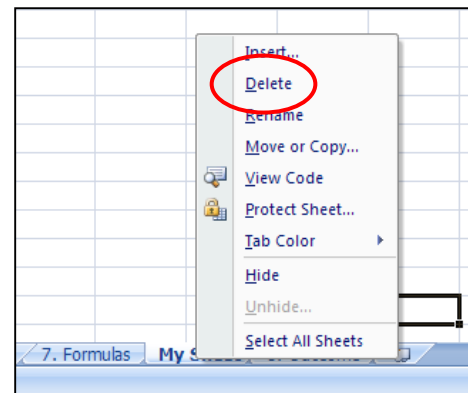 Insert...
Delete
Rename
Move or Copy...
View Code
Protect Sheet...
Tab Color
Hide
Unhide...
Select All Sheets
7. Formulas My